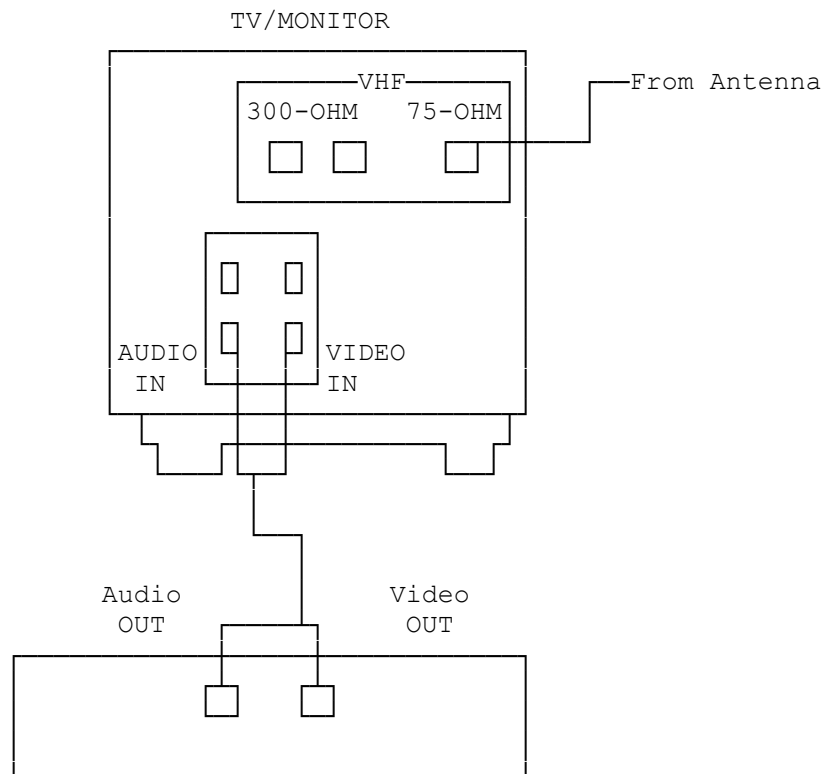 TV/MONITOR
VHF
From Antenna
300-OHM 75-OHM
AUDIO VIDEO
IN IN
Audio Video
OUT OUT